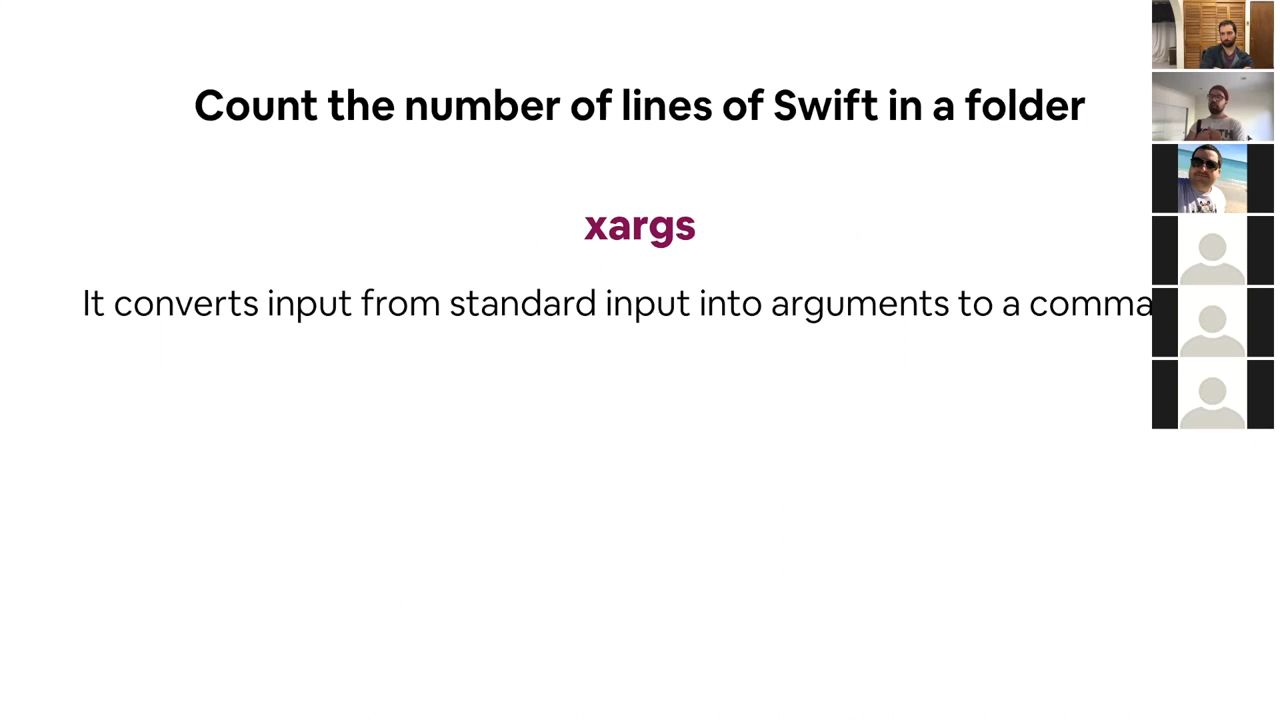 Count the number of lines of Swift in a folder
xargs
It converts input from standard input into arguments to a comma